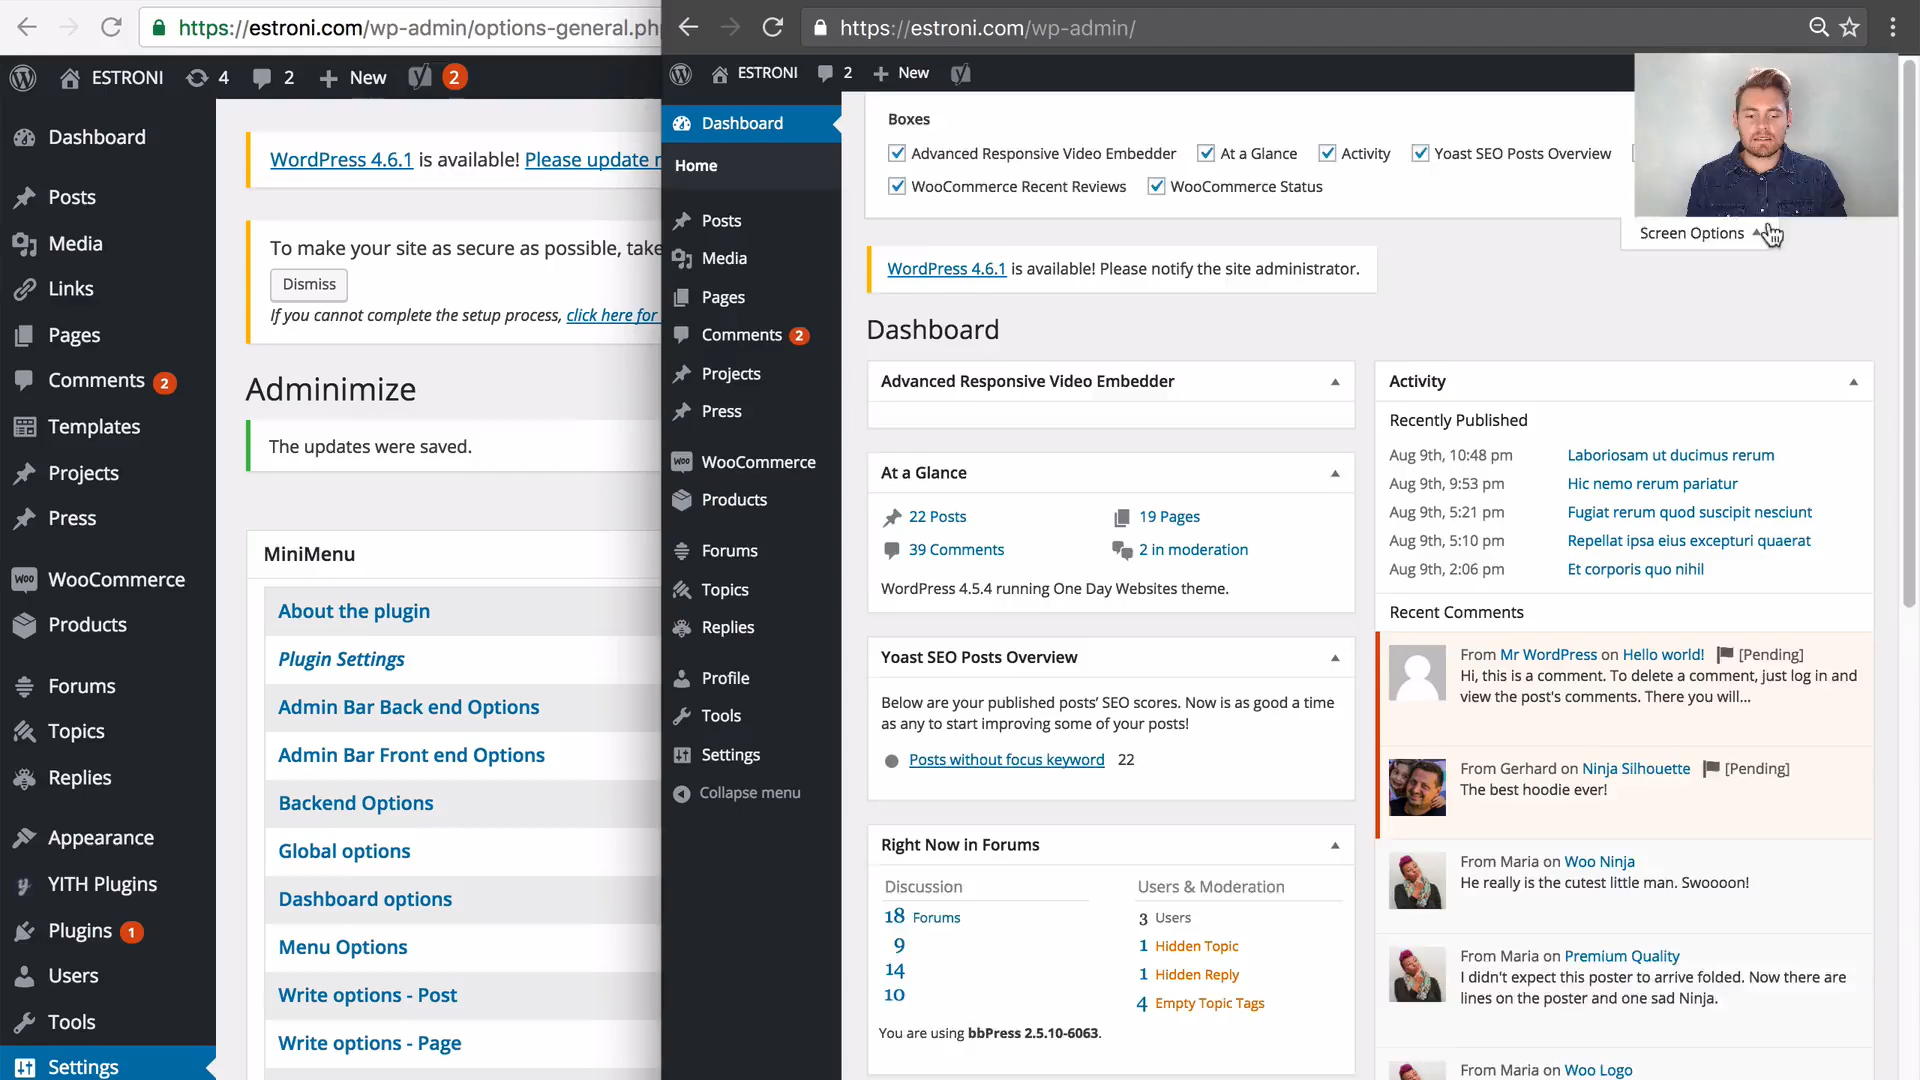 https://estroni.com/wp-admin/options-general.ph
ESTRONI
4
2
New
2
Dashboard
Posts
Media
Links
Pages
Comments 2
Templates
Projects
Press
WooCommerce
Products
Forums
Topics
Replies
Appearance
YITH Plugins
Plugins 1
Users
Tools
Settings
WordPress 4.6.1 is available! Please update
To make your site as secure as possible, take
Dismiss
If you cannot complete the setup process, click here for
Adminimize
The updates were saved.
MiniMenu
About the plugin
Plugin Settings
Admin Bar Back end Options
Admin Bar Front end Options
Backend Options
Global options
Dashboard options
Menu Options
Write options - Post
Write options - Page
https://estroni.com/wp-admin/
ESTRONI
2
New
Dashboard
Home
Posts
Media
Pages
Comments 2
Projects
Press
WooCommerce
Products
Forums
Topics
Replies
Profile
Tools
Settings
Collapse menu
Boxes
Advanced Responsive Video Embedder At a Glance Activity Yoast SEO Posts Overview
WooCommerce Recent Reviews WooCommerce Status
Screen Options
WordPress 4.6.1 is available! Please notify the site administrator.
Dashboard
Advanced Responsive Video Embedder
At a Glance
22 Posts 19 Pages
39 Comments 2 in moderation
WordPress 4.5.4 running One Day Websites theme.
Yoast SEO Posts Overview
Below are your published posts’ SEO scores. Now is as good a time
as any to start improving some of your posts!
Posts without focus keyword 22
Right Now in Forums
Discussion
18 Forums
9
14
10
Users & Moderation
3 Users
1 Hidden Topic
1 Hidden Reply
4 Empty Topic Tags
You are using bbPress 2.5.10-6063.
Activity
Recently Published
Aug 9th, 10:48 pm Laboriosam ut ducimus rerum
Aug 9th, 9:53 pm Hic nemo rerum pariatur
Aug 9th, 5:21 pm Fugiat rerum quod suscipit nesciunt
Aug 9th, 5:10 pm Repellat ipsa eius excepturi quaerat
Aug 9th, 2:06 pm Et corporis quo nihil
Recent Comments
From Mr WordPress on Hello world! [Pending]
Hi, this is a comment. To delete a comment, just log in and
view the post's comments. There you will...
From Gerhard on Ninja Silhouette [Pending]
The best hoodie ever!
From Maria on Woo Ninja
He really is the cutest little man. Swoooon!
From Maria on Premium Quality
I didn't expect this poster to arrive folded. Now there are
lines on the poster and one sad Ninja.
From Maria on Woo Logo